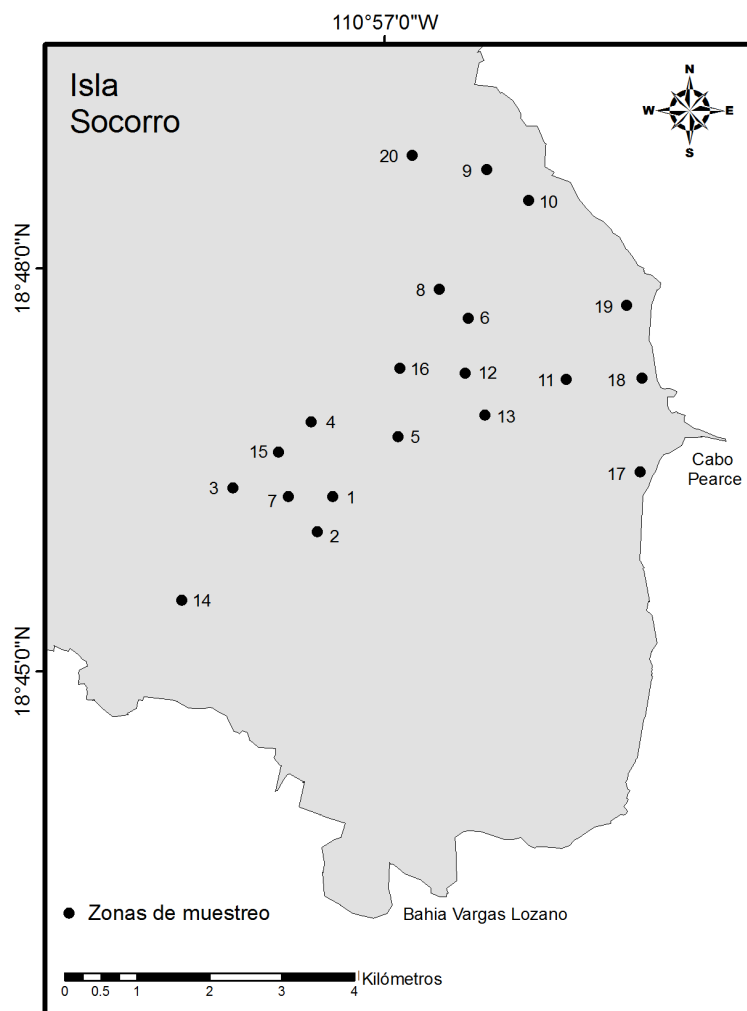 110°57'0"W
Isla
Socorro
N
W E
S
20
9
10
18°48'0"N
8
19
6
16
12
11
18
4
13
15
5
Cabo
Pearce
3
7
1
17
2
14
18°45'0"N
Zonas de muestreo
Bahia Vargas Lozano
Kilómetros
0 0.5 1 2 3 4